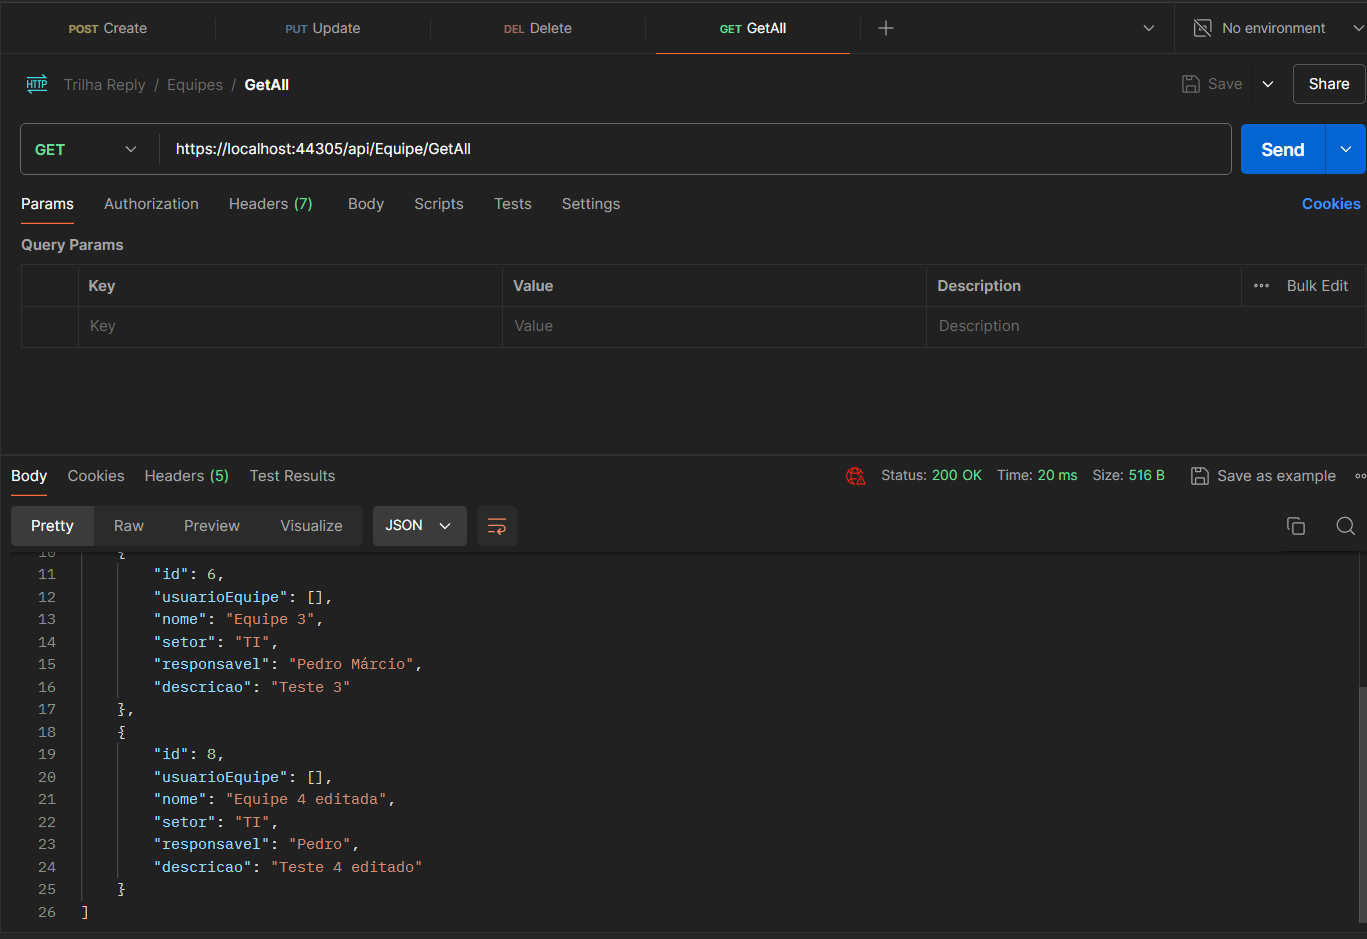 POST Create PUT Update DEL Delete GET GetAll No environment
HTTP Trilha Reply / Equipes / GetAll Save Share
GET https://localhost:44305/api/Equipe/GetAll Send
Params Authorization Headers (7) Body Scripts Tests Settings Cookies
Query Params
Key Value Description Bulk Edit
Key Value Description
Body Cookies Headers (5) Test Results Status: 200 OK Time: 20 ms Size: 516 B Save as example
Pretty Raw Preview Visualize JSON
10 {
11 "id": 6,
12 "usuarioEquipe": [],
13 "nome": "Equipe 3",
14 "setor": "TI",
15 "responsavel": "Pedro Márcio",
16 "descricao": "Teste 3"
17 },
18 {
19 "id": 8,
20 "usuarioEquipe": [],
21 "nome": "Equipe 4 editada",
22 "setor": "TI",
23 "responsavel": "Pedro",
24 "descricao": "Teste 4 editado"
25 }
26 ]